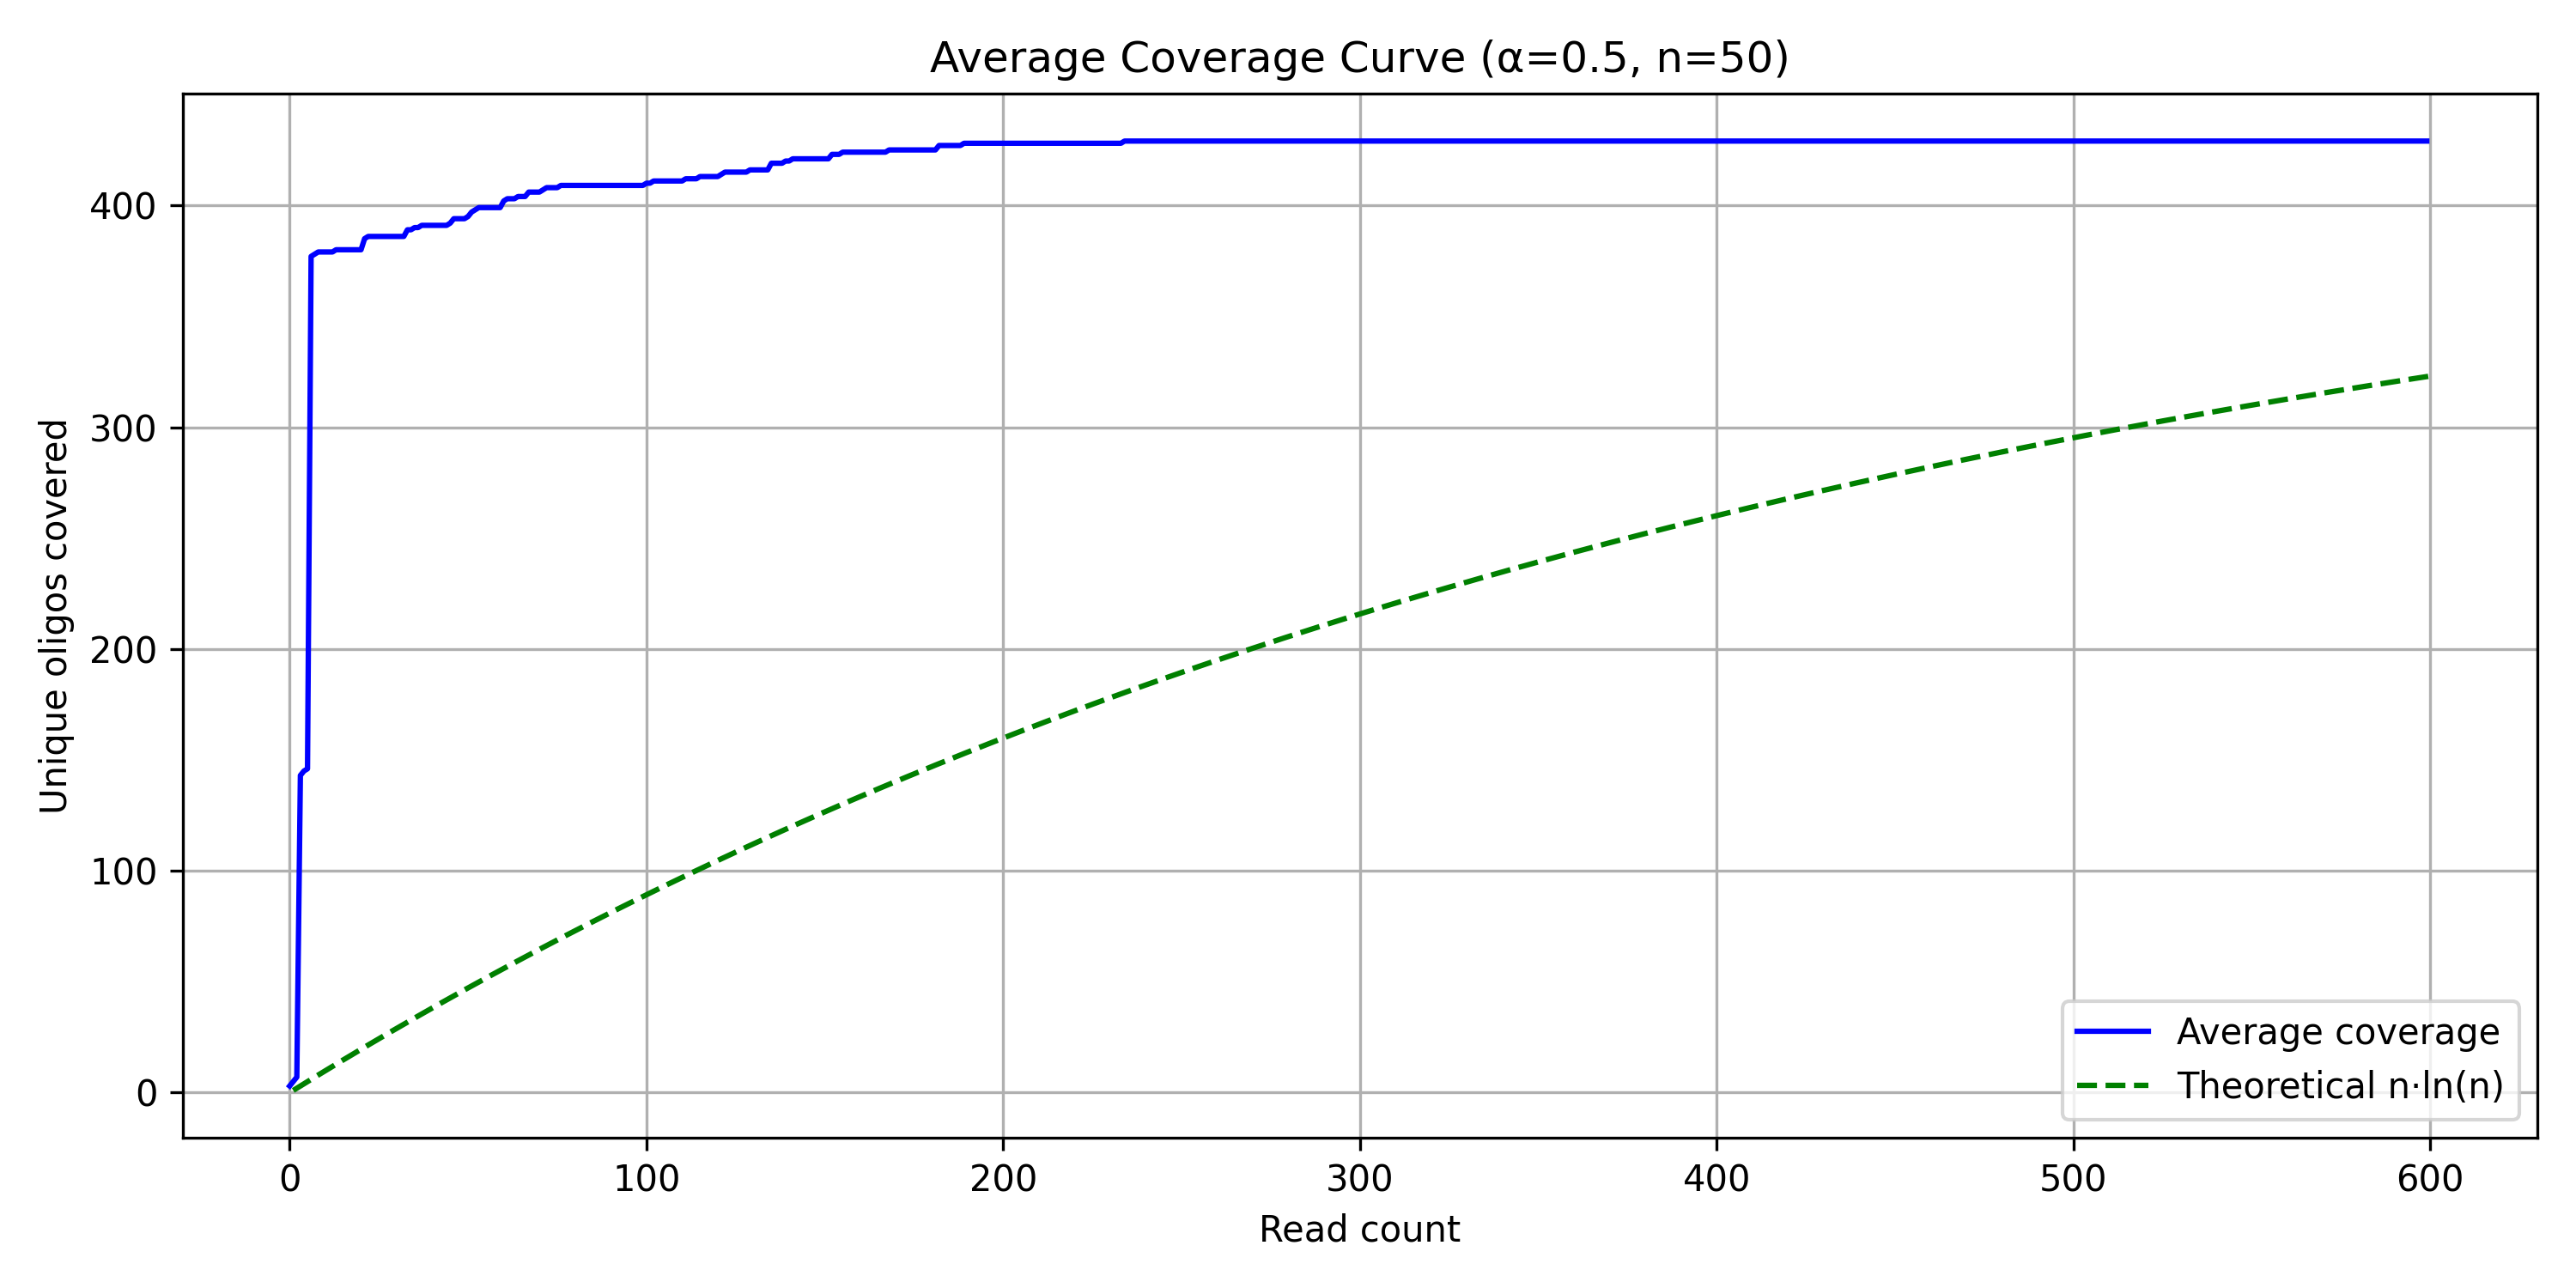 Average Coverage Curve (α=0.5, n=50)
Unique oligos covered
400
300
200
100
0
0 100 200 300 400 500 600
Read count
Average coverage
Theoretical n·ln(n)